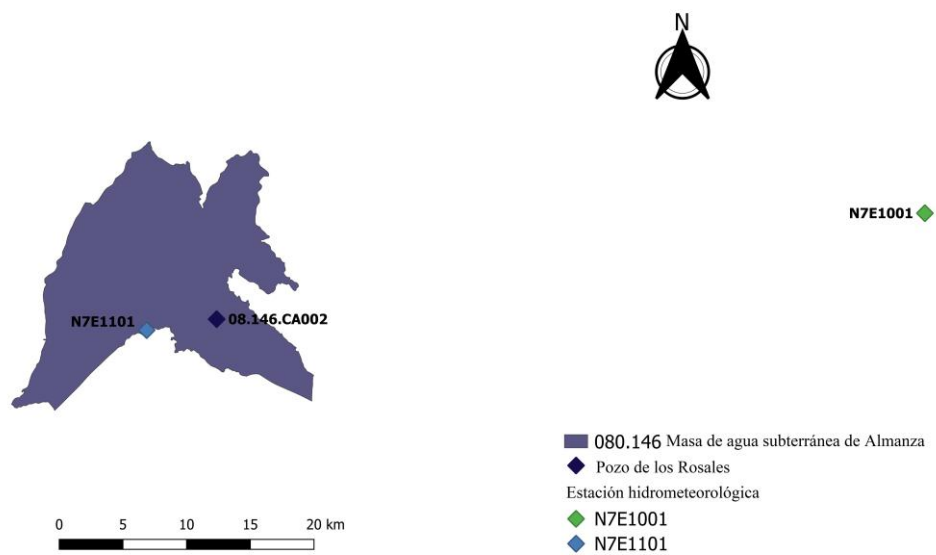 N
N7E1001
N7E1101
08.146.CA002
080.146 Masa de agua subterránea de Almanza
Pozo de los Rosales
Estación hidrometeorológica
N7E1001
N7E1101
0 5 10 15 20 km